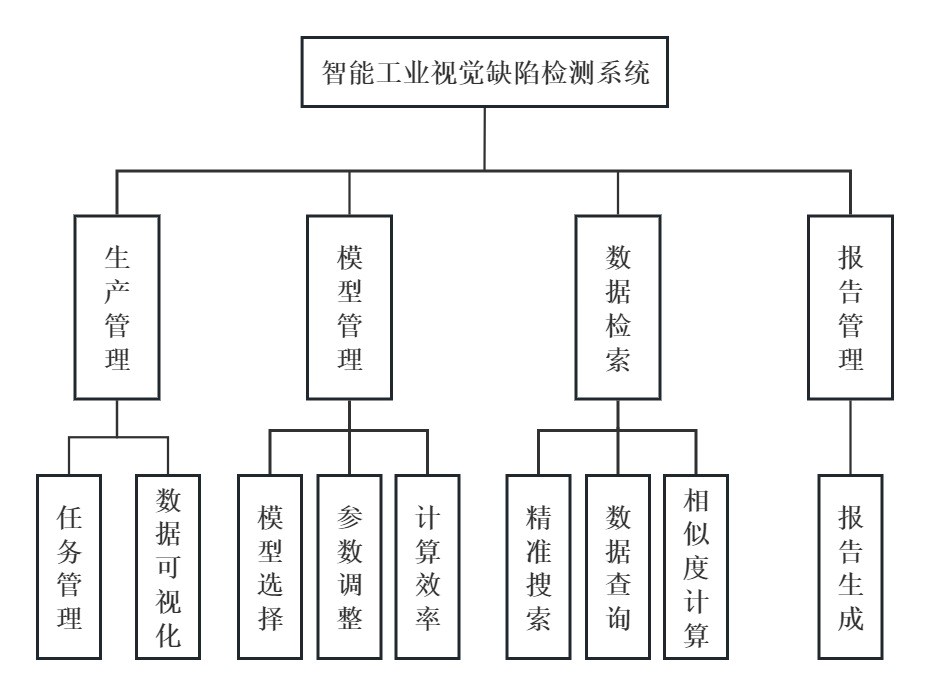 智能工业视觉缺陷检测系统
生产管理
模型管理
数据检索
报告管理
任务管理
数据可视化
模型选择
参数调整
计算效率
精准搜索
数据查询
相似度计算
报告生成